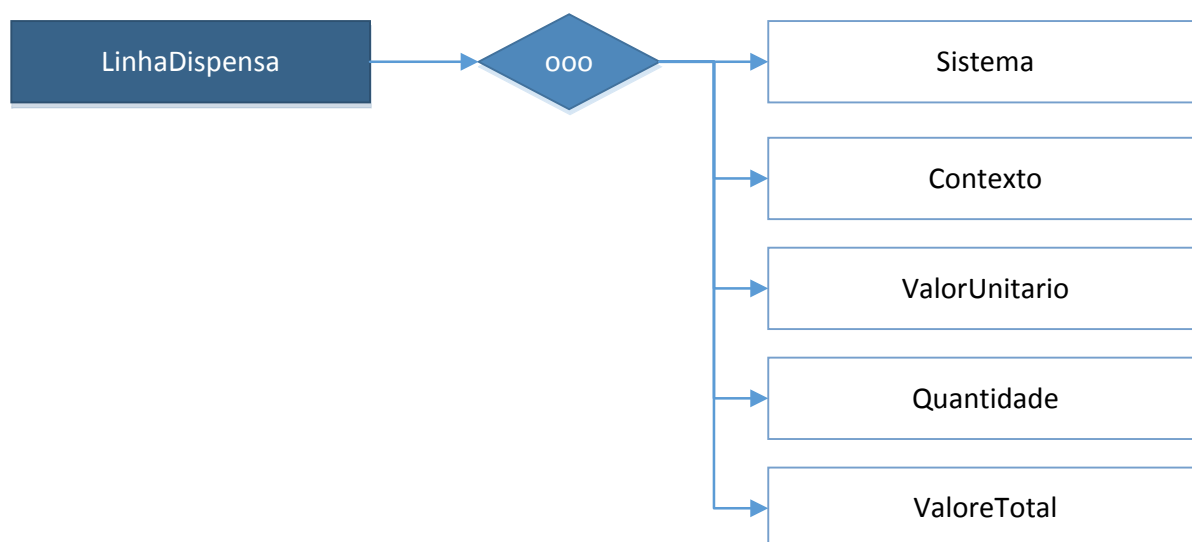 LinhaDispensa
ooo
Sistema
Contexto
ValorUnitario
Quantidade
ValoreTotal